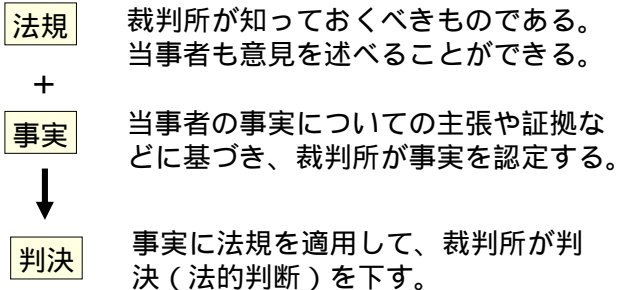 法規
裁判所が知っておくべきものである。
当事者も意見を述べることができる。
＋
事実
当事者の事実についての主張や証拠な
どに基づき、裁判所が事実を認定する。
判決
事実に法規を適用して、裁判所が判
決（法的判断）を下す。